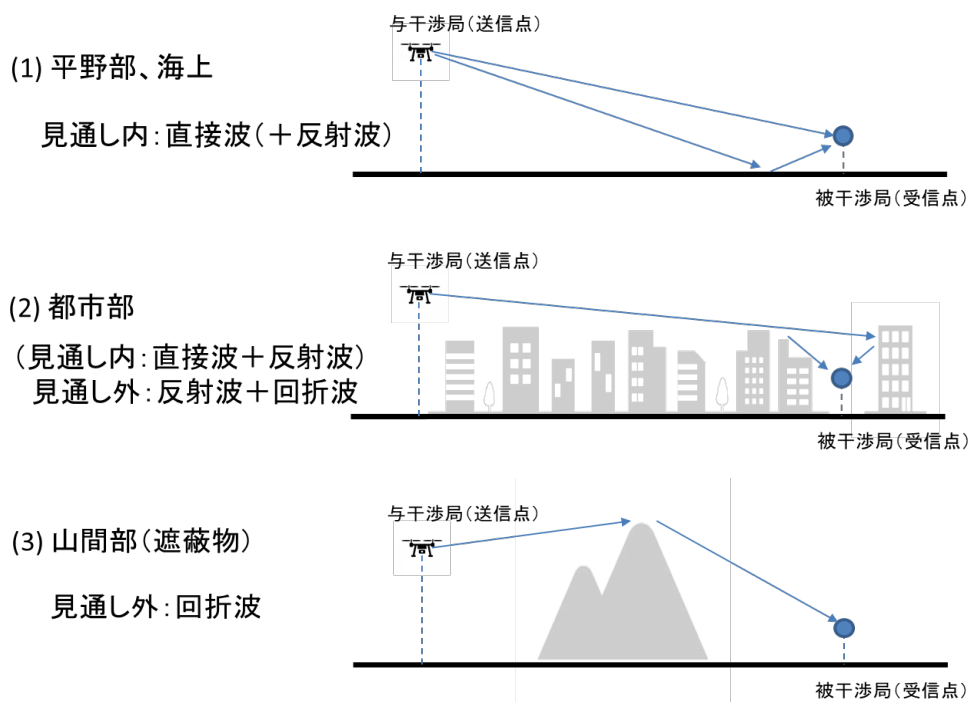 与干渉局(送信点)
(1) 平野部、海上
見通し内:直接波(+反射波)
被干渉局(受信点)
与干渉局(送信点)
(2) 都市部
(見通し内:直接波+反射波)
見通し外:反射波+回折波
被干渉局(受信点)
与干渉局(送信点)
(3) 山間部(遮蔽物)
見通し外:回折波
被干渉局(受信点)